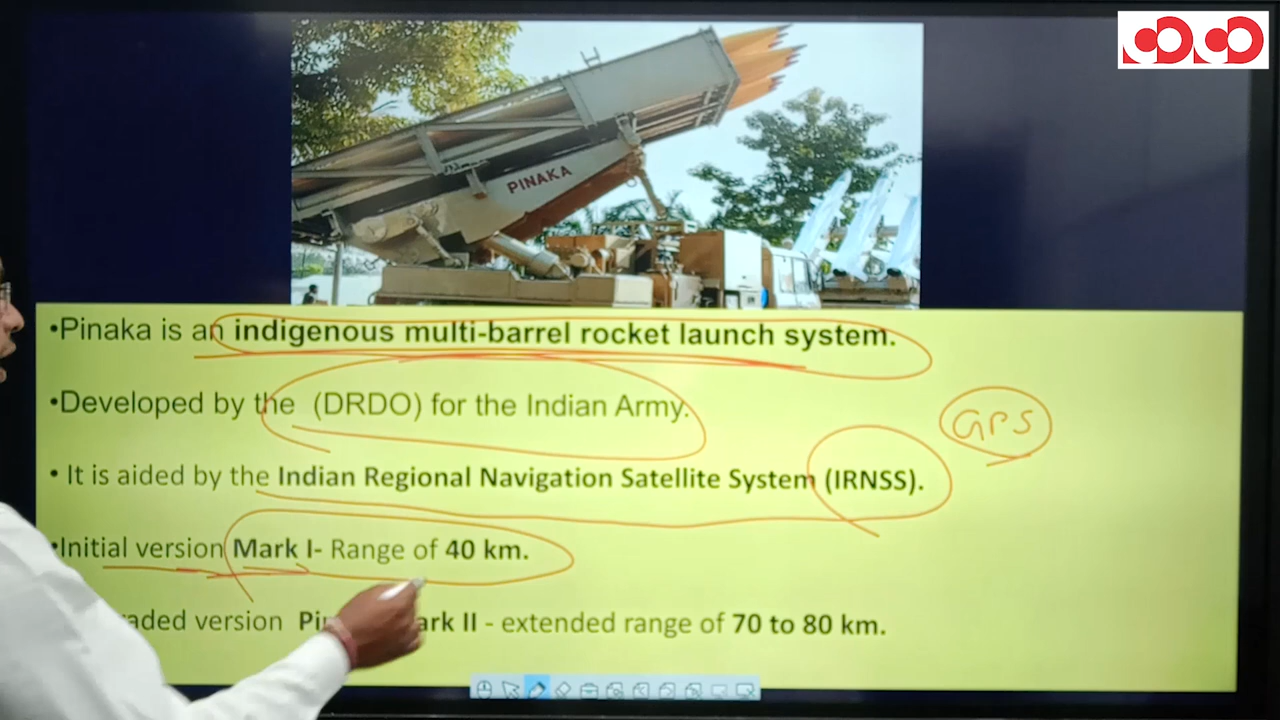 PINAKA
•Pinaka is an indigenous multi-barrel rocket launch system.
•Developed by the (DRDO) for the Indian Army.
GPS
• It is aided by the Indian Regional Navigation Satellite System (IRNSS).
•Initial version Mark I- Range of 40 km.
version II - extended range of 70 to 80 km.